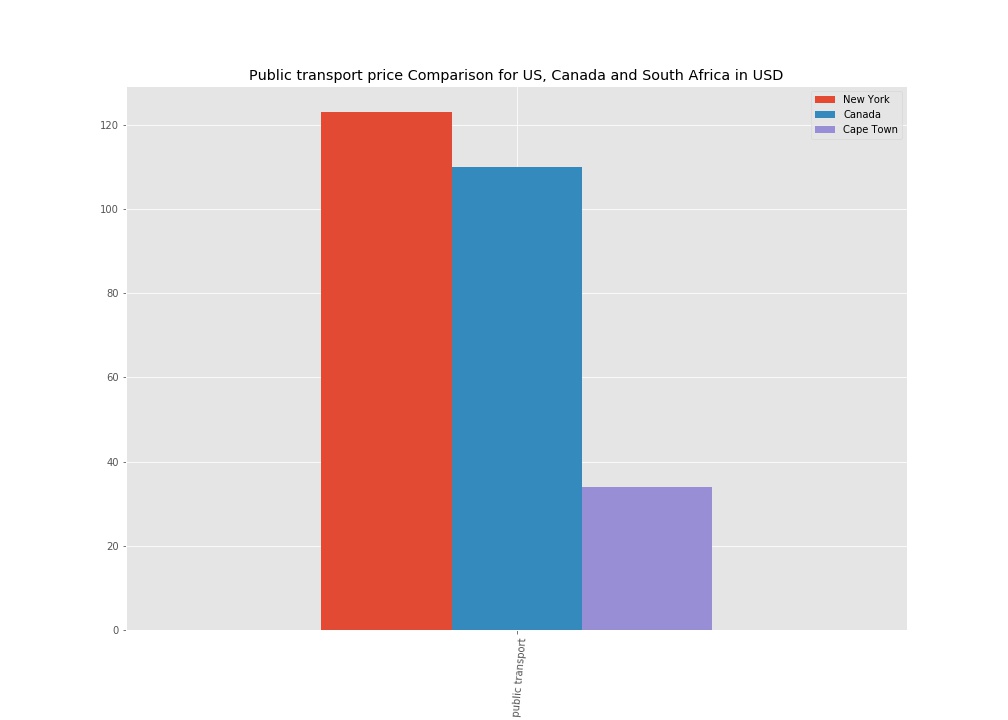 Public transport price Comparison for US, Canada and South Africa in USD
New York
Canada
Cape Town
120
100
80
60
40
20
0
public transport